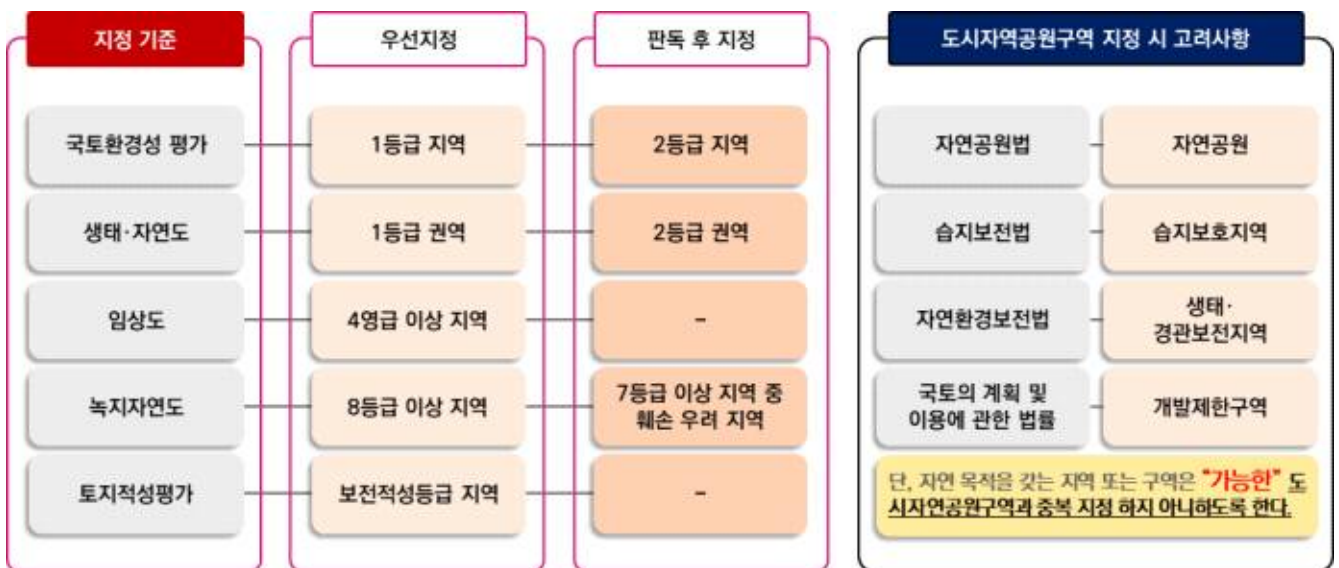 지정 기준
우선지정
판독 후 지정
도시자역공원구역 지정 시 고려사항
국토환경성 평가
1등급 지역
2등급 지역
자연공원법
자연공원
생태·자연도
1등급 권역
2등급 권역
습지보전법
습지보호지역
임상도
4영급 이상 지역
-
자연환경보전법
생태·
경관보전지역
녹지자연도
8등급 이상 지역
7등급 이상 지역 중
훼손 우려 지역
국토의 계획 및
이용에 관한 법률
개발제한구역
토지적성평가
보전적성등급 지역
-
단, 자연 목적을 갖는 지역 또는 구역은 "가능한" 도
시자연공원구역과 중복 지정 하지 아니하도록 한다.